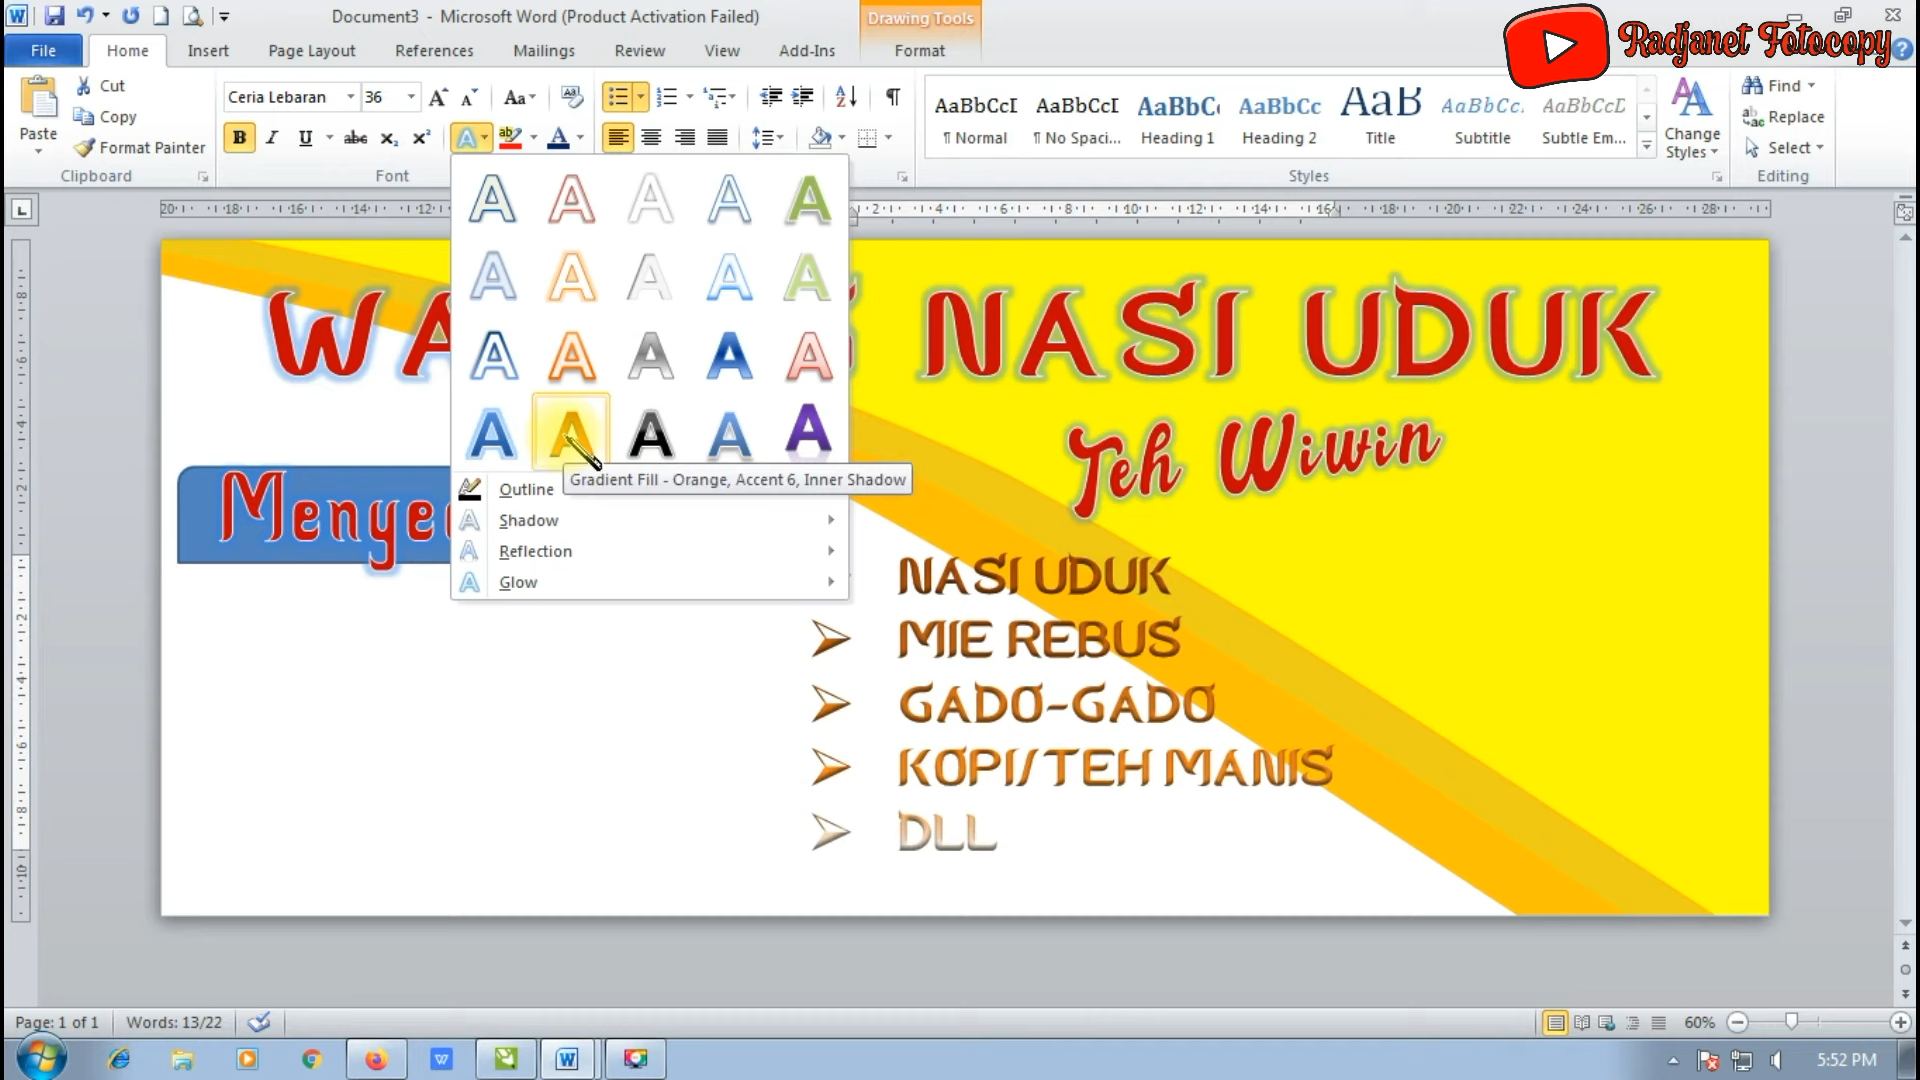 Document3 - Microsoft Word (Product Activation Failed)
Drawing Tools
Radjanet Fotocopy
File
Home
Insert
Page Layout
References
Mailings
Review
View
Add-Ins
Format
Paste
Cut
Copy
Format Painter
Clipboard
Ceria Lebaran
36
Font
AaBbCcI
¶ Normal
AaBbCcI
¶ No Spaci...
AaBbCc
Heading 1
AaBbCc
Heading 2
AaB
Title
AaBbCc.
Subtitle
AaBbCcD
Subtle Em...
Change
Styles
Styles
Find
Replace
Select
Editing
NASI UDUK
Teh Wiwin
Outline
Shadow
Reflection
Glow
Gradient Fill - Orange, Accent 6, Inner Shadow
NASI UDUK
MIE REBUS
GADO-GADO
KOPI/TEH MANIS
DLL
Page: 1 of 1
Words: 13/22
60%
5:52 PM